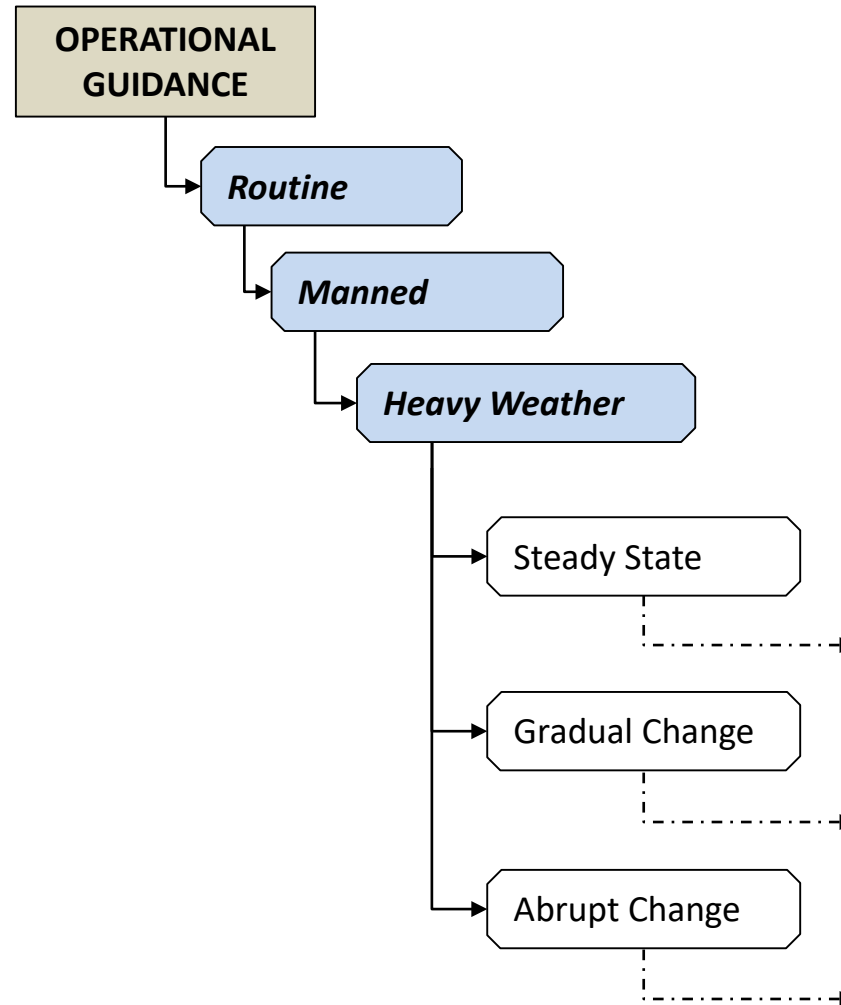 OPERATIONAL
GUIDANCE
Routine
Manned
Heavy Weather
Steady State
Gradual Change
Abrupt Change